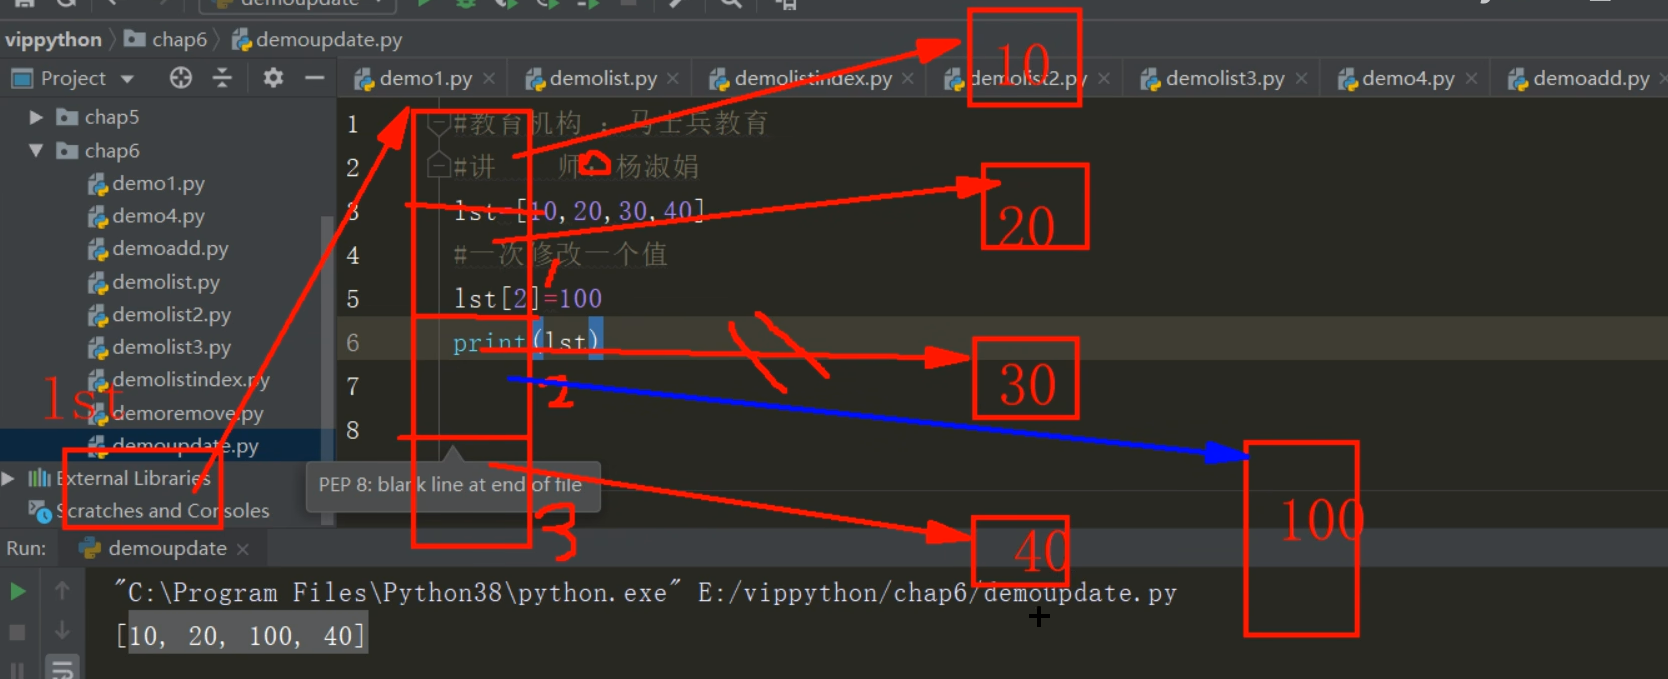 demoupdate
vippython chap6 demoupdate.py
Project demo1.py demolist.py demolistindex.py demolist2.py demolist3.py demo4.py demoadd.py
chap5
chap6
demo1.py
demo4.py
demoadd.py
demolist.py
demolist2.py
demolist3.py
demolistindex.py
demoremove.py
demoupdate.py
External Libraries
Scratches and Consoles
1 #教育机构 : 马士兵教育
2 #讲 师: 杨淑娟
3 lst=[10,20,30,40]
4 #一次修改一个值
5 lst[2]=100
6 print(lst)
7
8
PEP 8: blank line at end of file
lst
0
1
2
3
10
20
30
40
100
Run: demoupdate
"C:\Program Files\Python38\python.exe" E:/vippython/chap6/demoupdate.py
[10, 20, 100, 40]